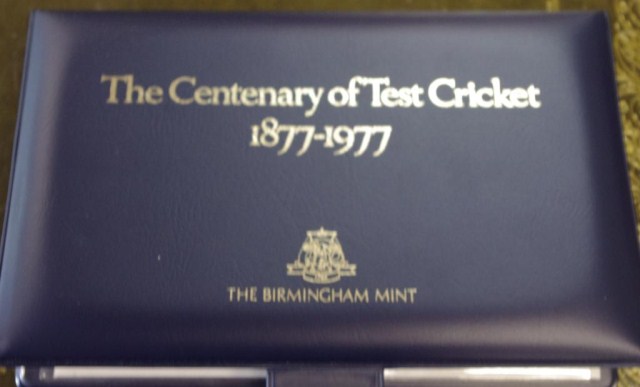 The Centenary of Test Cricket
1877-1977
THE BIRMINGHAM MINT